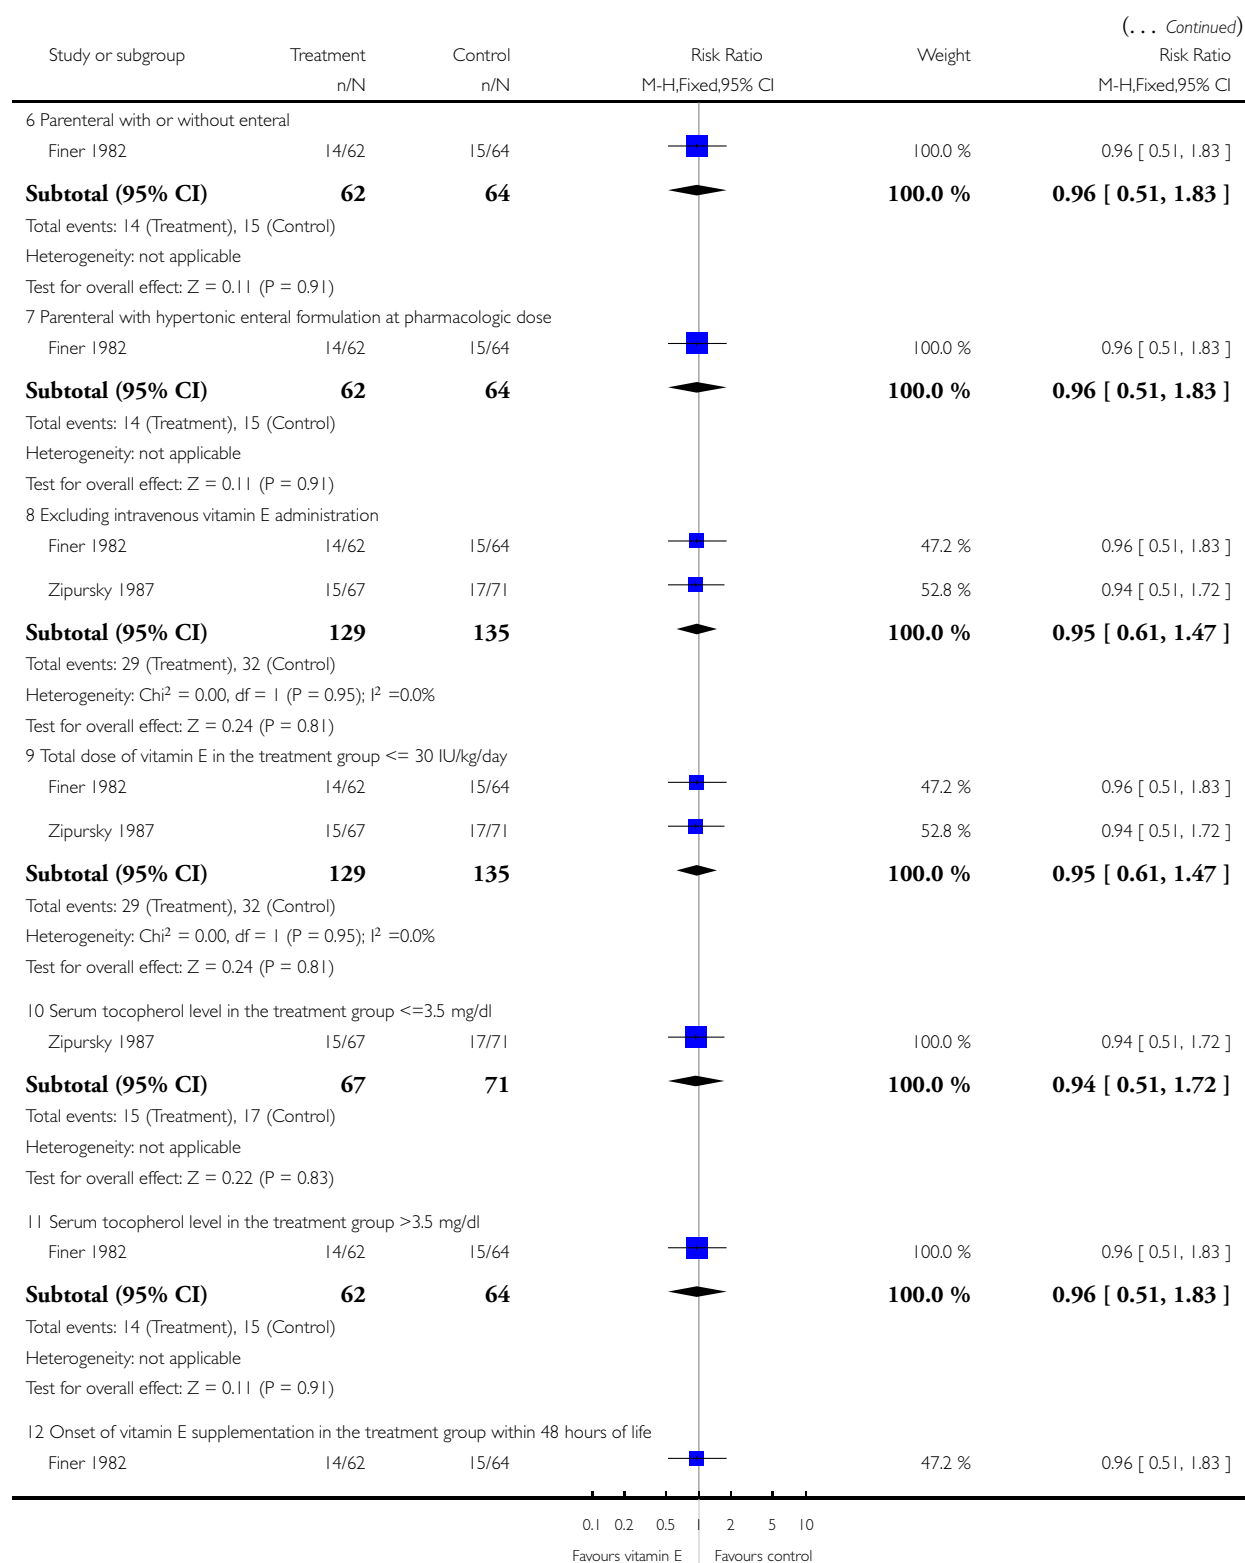 (... Continued)
Study or subgroup Treatment Control Risk Ratio Weight Risk Ratio
n/N n/N M-H,Fixed,95% CI M-H,Fixed,95% CI
6 Parenteral with or without enteral
Finer 1982 14/62 15/64 100.0 % 0.96 [ 0.51, 1.83 ]
Subtotal (95% CI) 62 64 100.0 % 0.96 [ 0.51, 1.83 ]
Total events: 14 (Treatment), 15 (Control)
Heterogeneity: not applicable
Test for overall effect: Z = 0.11 (P = 0.91)
7 Parenteral with hypertonic enteral formulation at pharmacologic dose
Finer 1982 14/62 15/64 100.0 % 0.96 [ 0.51, 1.83 ]
Subtotal (95% CI) 62 64 100.0 % 0.96 [ 0.51, 1.83 ]
Total events: 14 (Treatment), 15 (Control)
Heterogeneity: not applicable
Test for overall effect: Z = 0.11 (P = 0.91)
8 Excluding intravenous vitamin E administration
Finer 1982 14/62 15/64 47.2 % 0.96 [ 0.51, 1.83 ]
Zipursky 1987 15/67 17/71 52.8 % 0.94 [ 0.51, 1.72 ]
Subtotal (95% CI) 129 135 100.0 % 0.95 [ 0.61, 1.47 ]
Total events: 29 (Treatment), 32 (Control)
Heterogeneity: Chi² = 0.00, df = 1 (P = 0.95); I² =0.0%
Test for overall effect: Z = 0.24 (P = 0.81)
9 Total dose of vitamin E in the treatment group <= 30 IU/kg/day
Finer 1982 14/62 15/64 47.2 % 0.96 [ 0.51, 1.83 ]
Zipursky 1987 15/67 17/71 52.8 % 0.94 [ 0.51, 1.72 ]
Subtotal (95% CI) 129 135 100.0 % 0.95 [ 0.61, 1.47 ]
Total events: 29 (Treatment), 32 (Control)
Heterogeneity: Chi² = 0.00, df = 1 (P = 0.95); I² =0.0%
Test for overall effect: Z = 0.24 (P = 0.81)
10 Serum tocopherol level in the treatment group <=3.5 mg/dl
Zipursky 1987 15/67 17/71 100.0 % 0.94 [ 0.51, 1.72 ]
Subtotal (95% CI) 67 71 100.0 % 0.94 [ 0.51, 1.72 ]
Total events: 15 (Treatment), 17 (Control)
Heterogeneity: not applicable
Test for overall effect: Z = 0.22 (P = 0.83)
11 Serum tocopherol level in the treatment group >3.5 mg/dl
Finer 1982 14/62 15/64 100.0 % 0.96 [ 0.51, 1.83 ]
Subtotal (95% CI) 62 64 100.0 % 0.96 [ 0.51, 1.83 ]
Total events: 14 (Treatment), 15 (Control)
Heterogeneity: not applicable
Test for overall effect: Z = 0.11 (P = 0.91)
12 Onset of vitamin E supplementation in the treatment group within 48 hours of life
Finer 1982 14/62 15/64 47.2 % 0.96 [ 0.51, 1.83 ]
0.1 0.2 0.5 1 2 5 10
Favours vitamin E Favours control